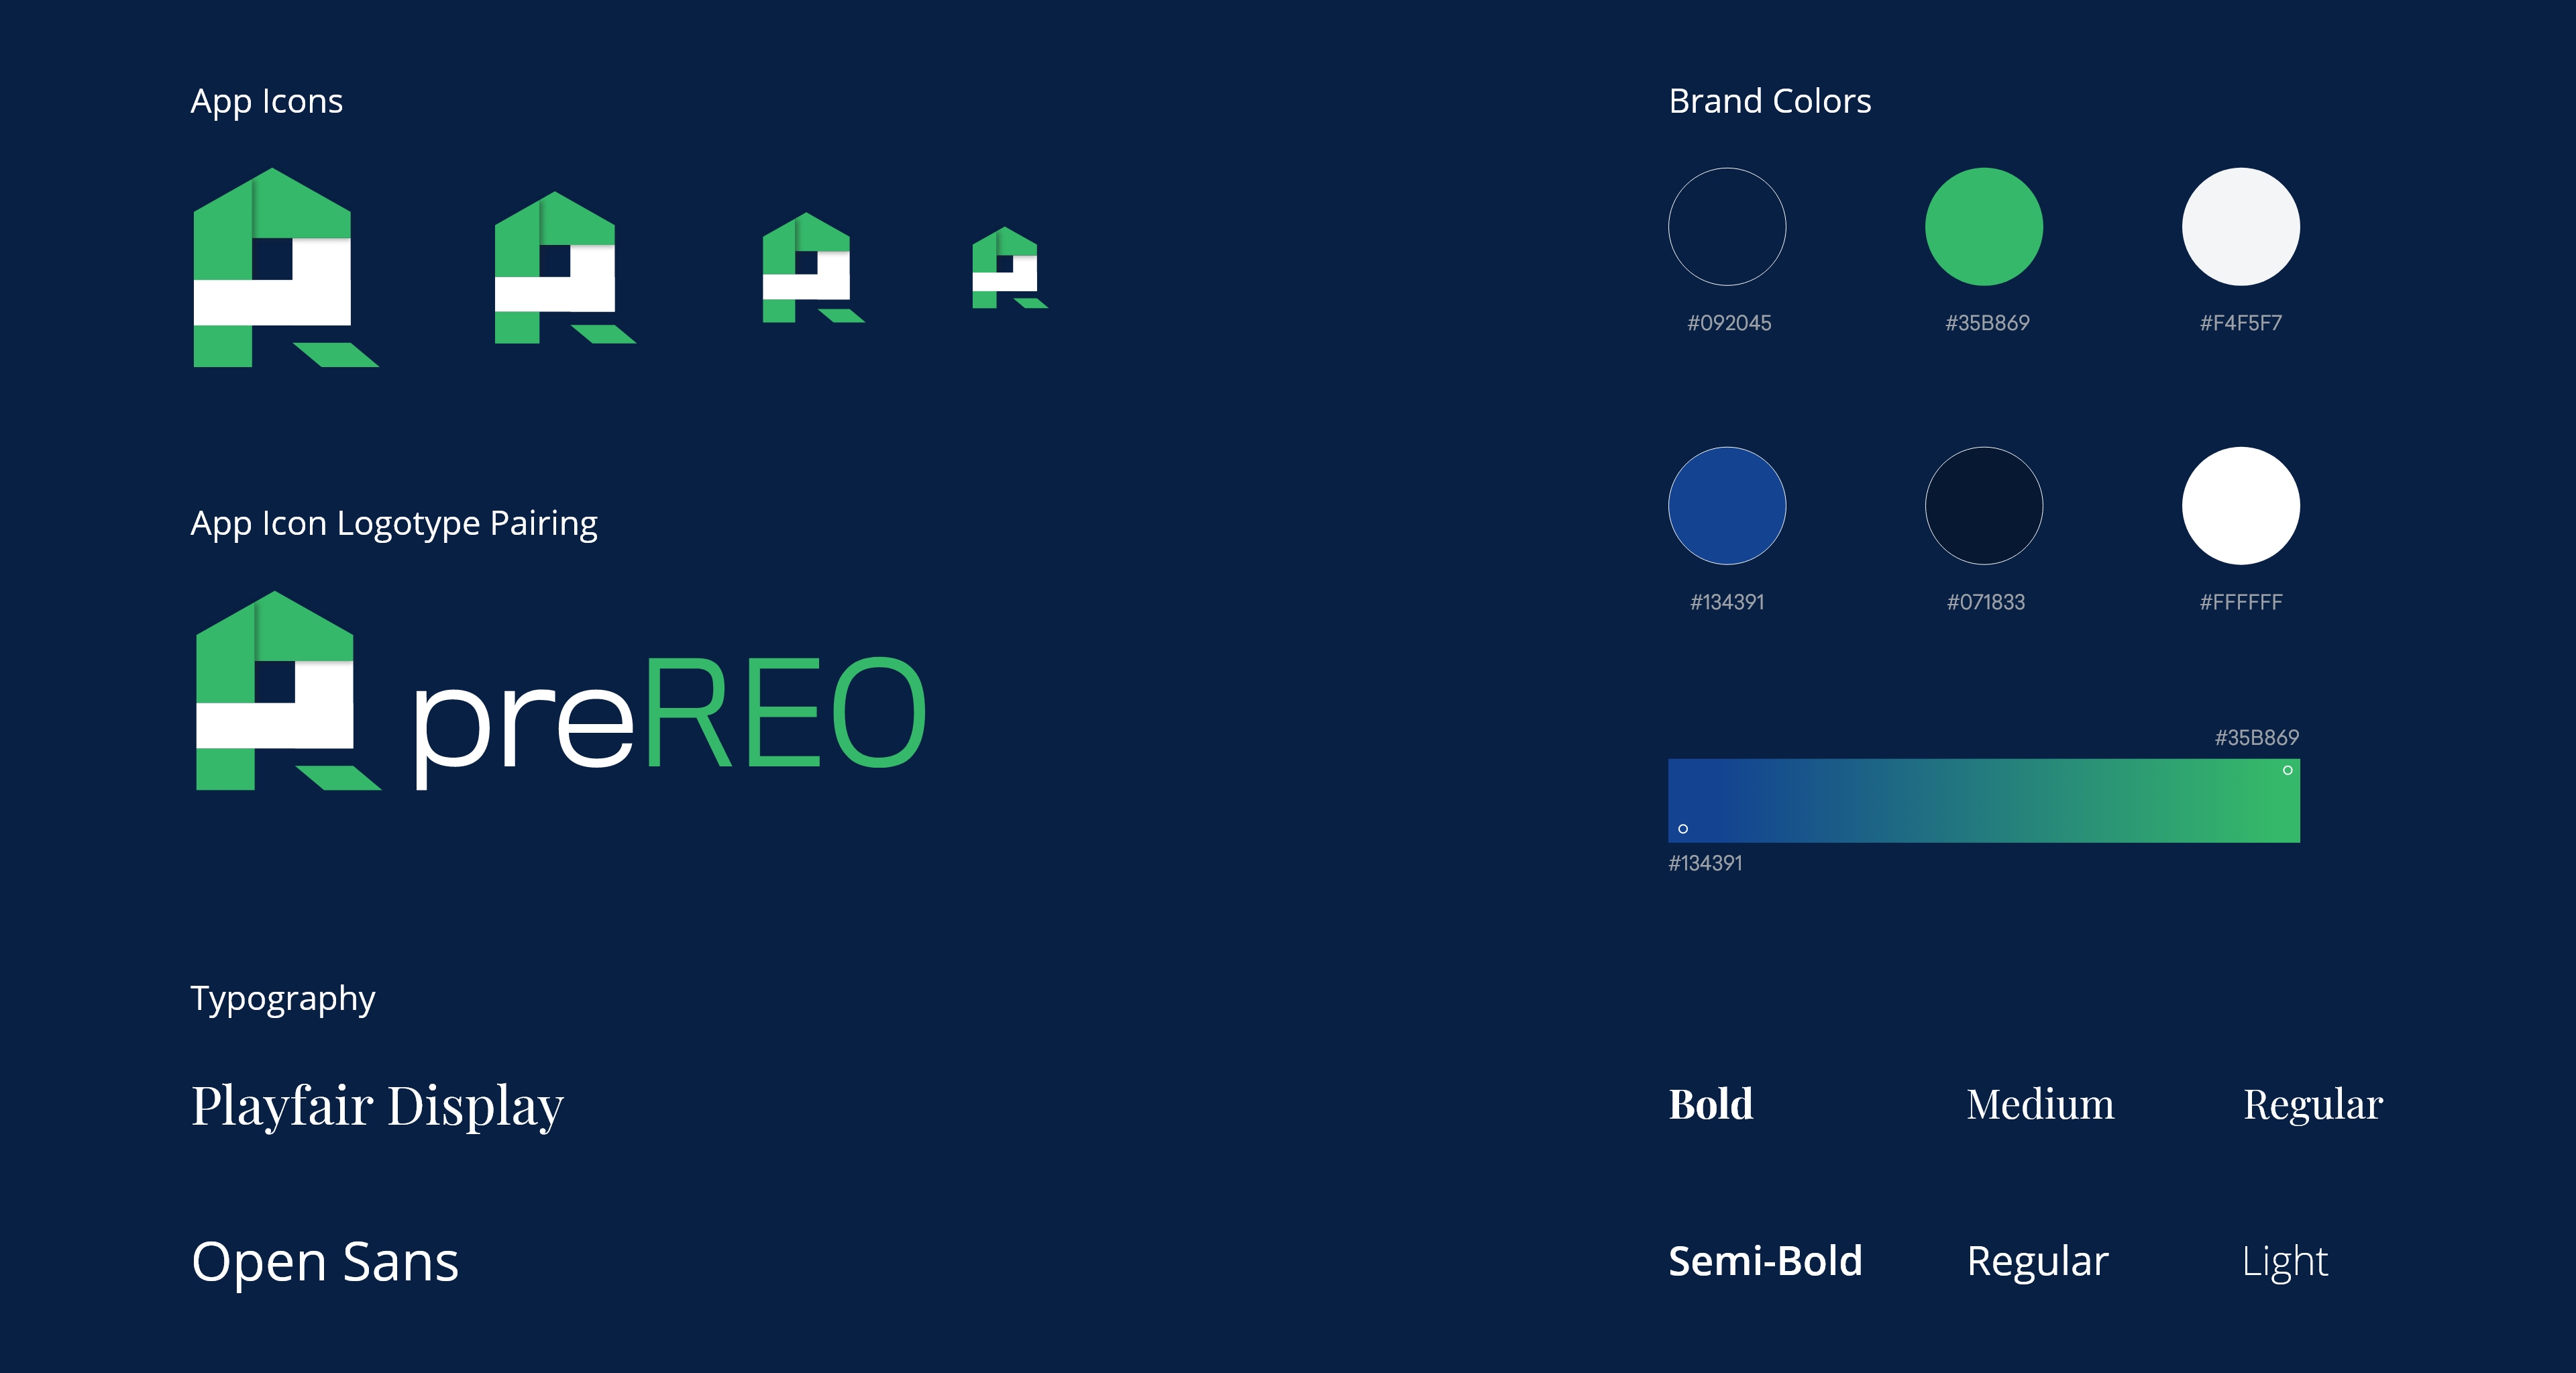 App Icons
Brand Colors
#092045
#35B869
#F4F5F7
App Icon Logotype Pairing
#134391
#071833
#FFFFFF
preREO
#35B869
#134391
Typography
Playfair Display
Bold
Medium
Regular
Open Sans
Semi-Bold
Regular
Light